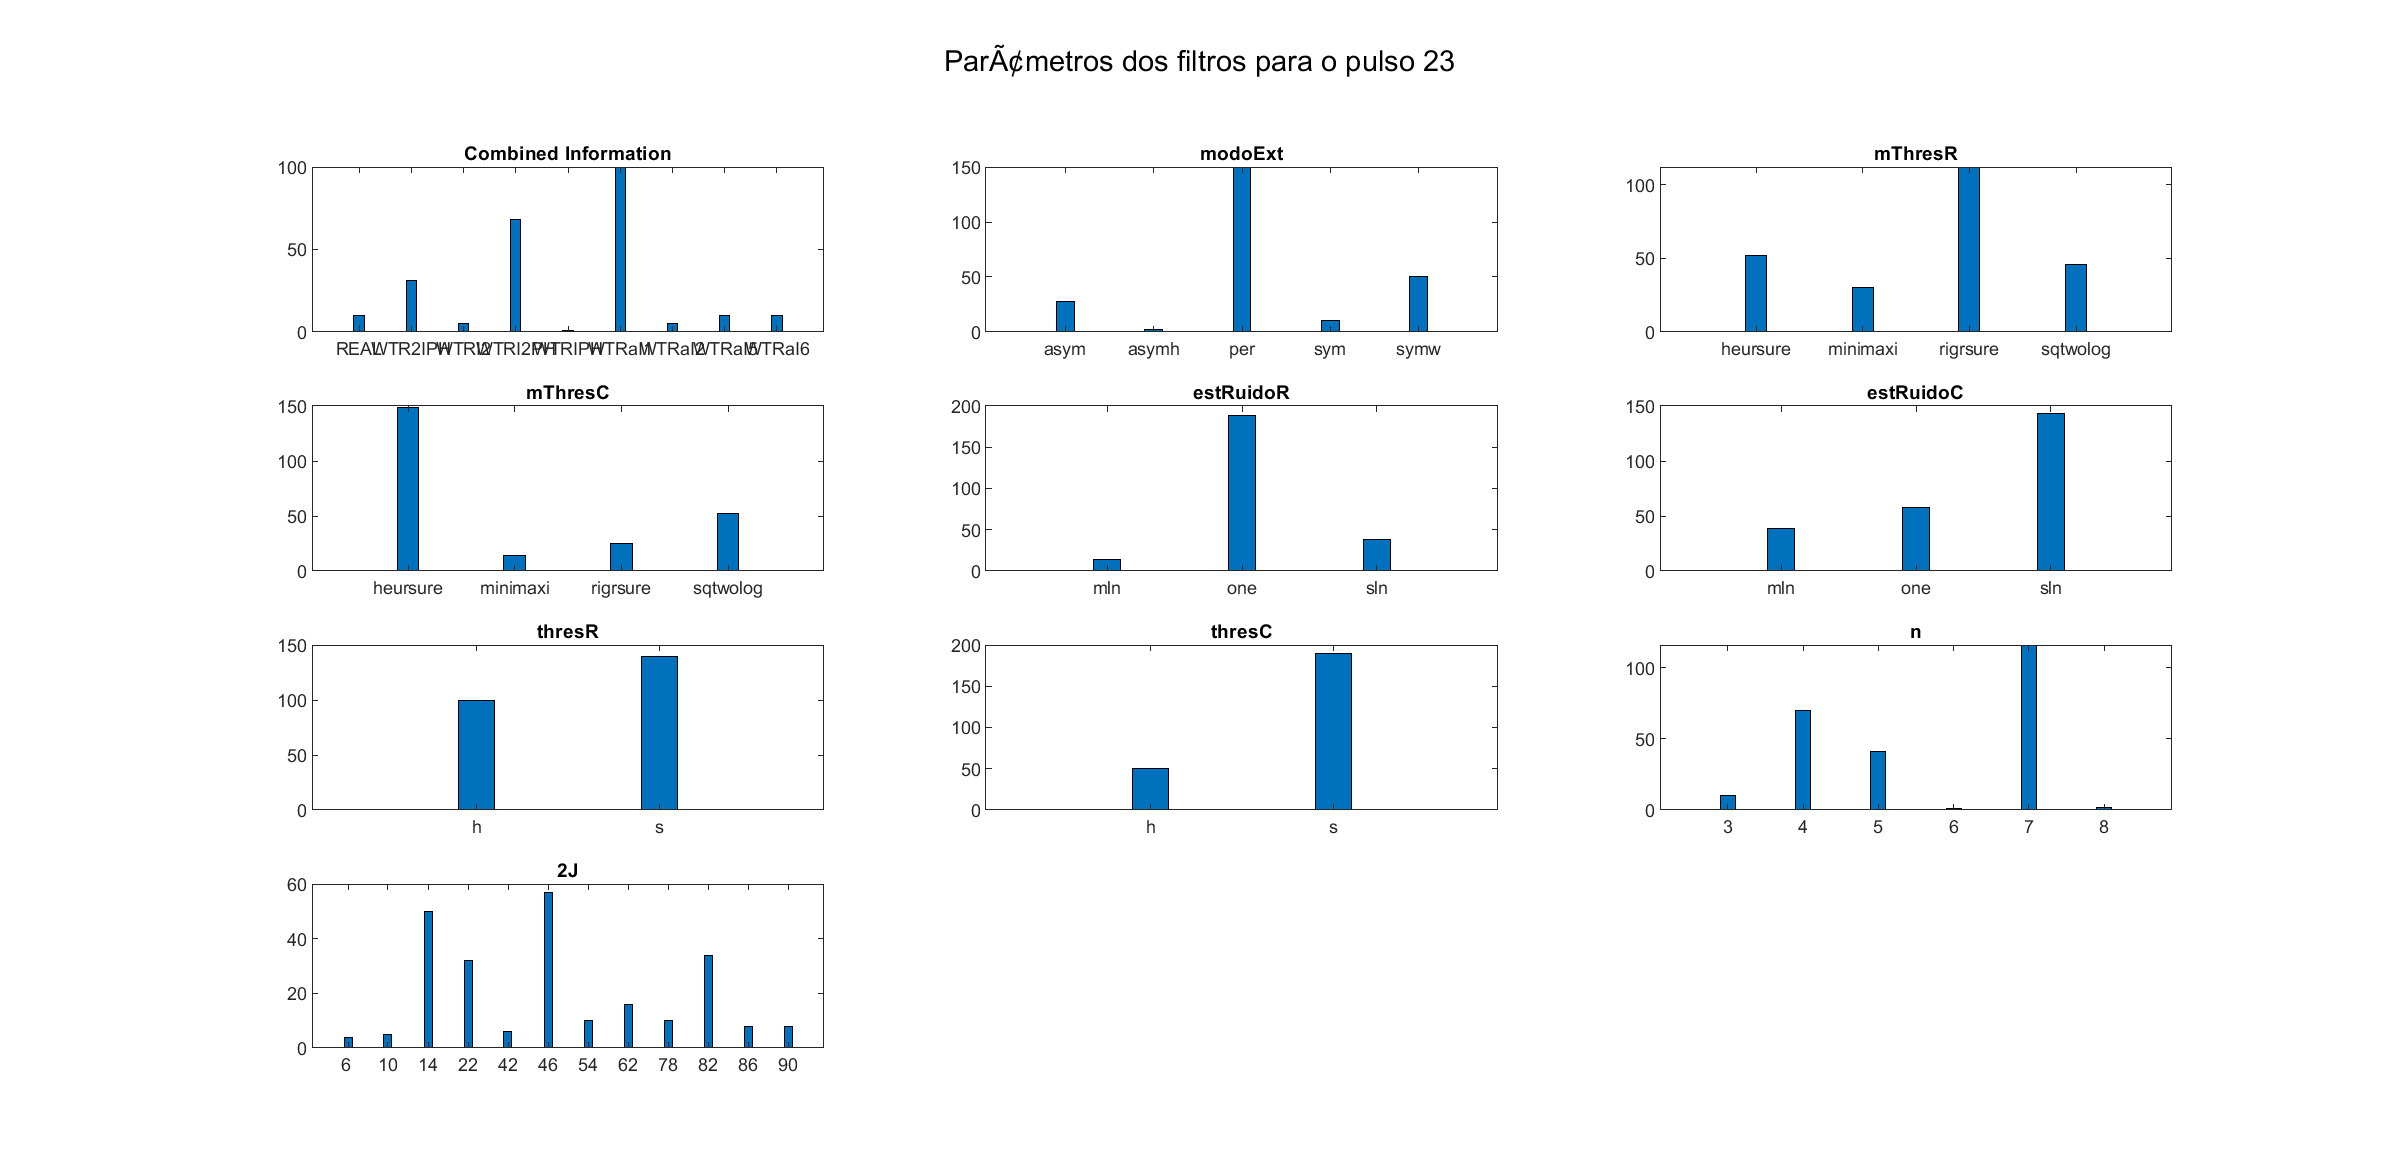 ParÃ¢metros dos filtros para o pulso 23
Combined Information
100
50
0
REAL
modoExt
150
100
50
0
asym asymh per sym symw
mThresR
100
50
0
heursure minimaxi rigrsure sqtwolog
mThresC
150
100
50
0
heursure minimaxi rigrsure sqtwolog
estRuidoR
200
150
100
50
0
mln one sln
estRuidoC
150
100
50
0
mln one sln
thresR
150
100
50
0
h s
thresC
200
150
100
50
0
h s
n
100
50
0
3 4 5 6 7 8
2J
60
40
20
0
6 10 14 22 42 46 54 62 78 82 86 90